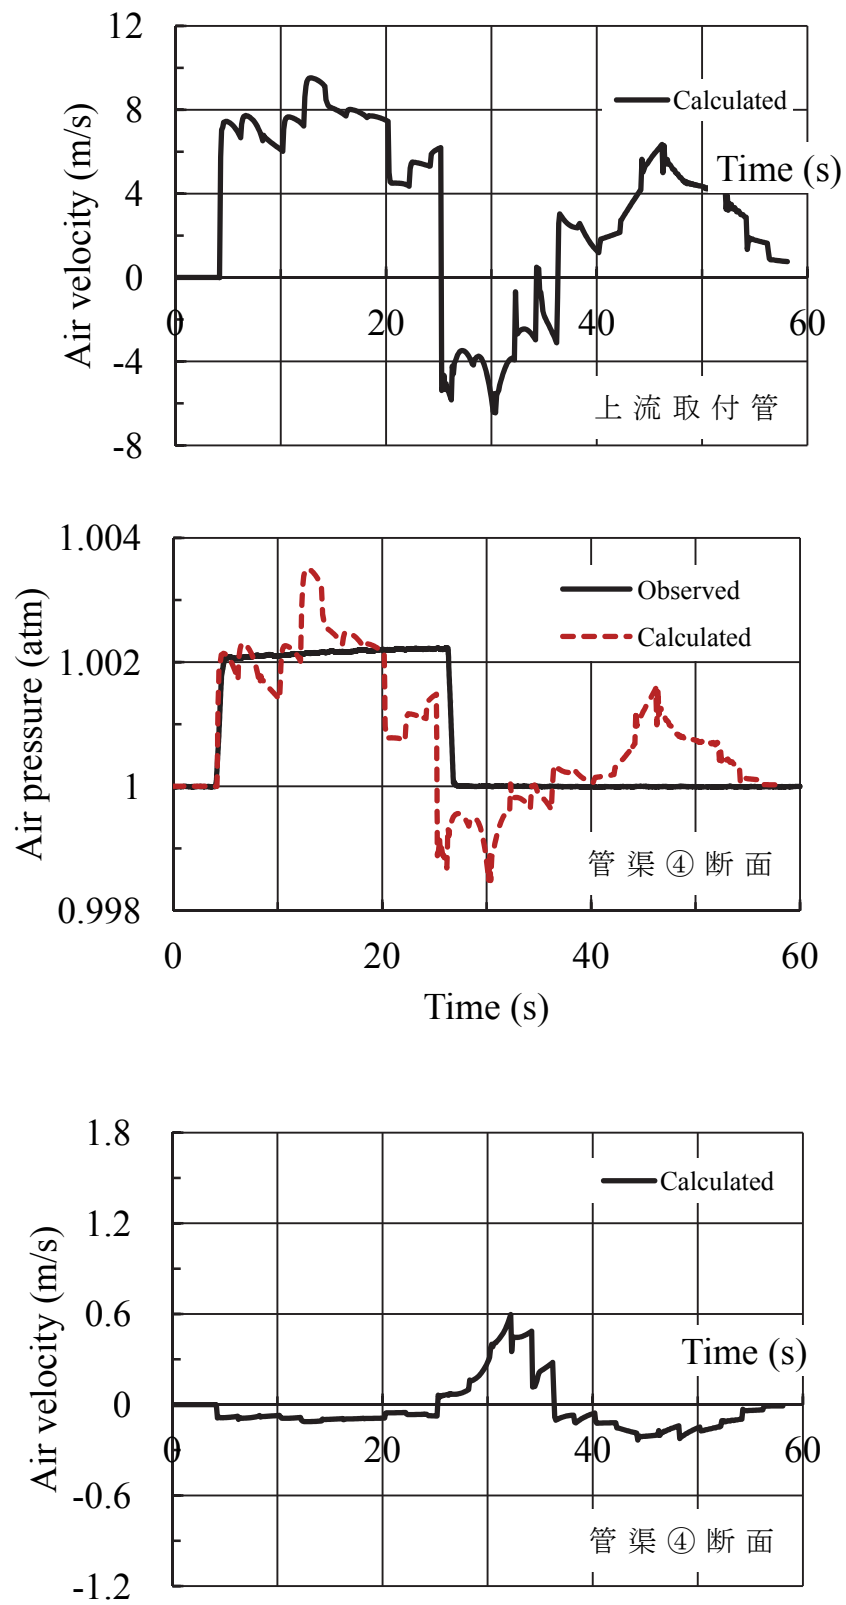 12
8
4
0
-4
-8
Air velocity (m/s)
Calculated
Time (s)
0
20
40
60
上流取付管
1.004
1.002
1
0.998
Air pressure (atm)
Observed
Calculated
管渠④断面
0
20
40
60
Time (s)
1.8
1.2
0.6
0
-0.6
-1.2
Air velocity (m/s)
Calculated
Time (s)
0
20
40
60
管渠④断面